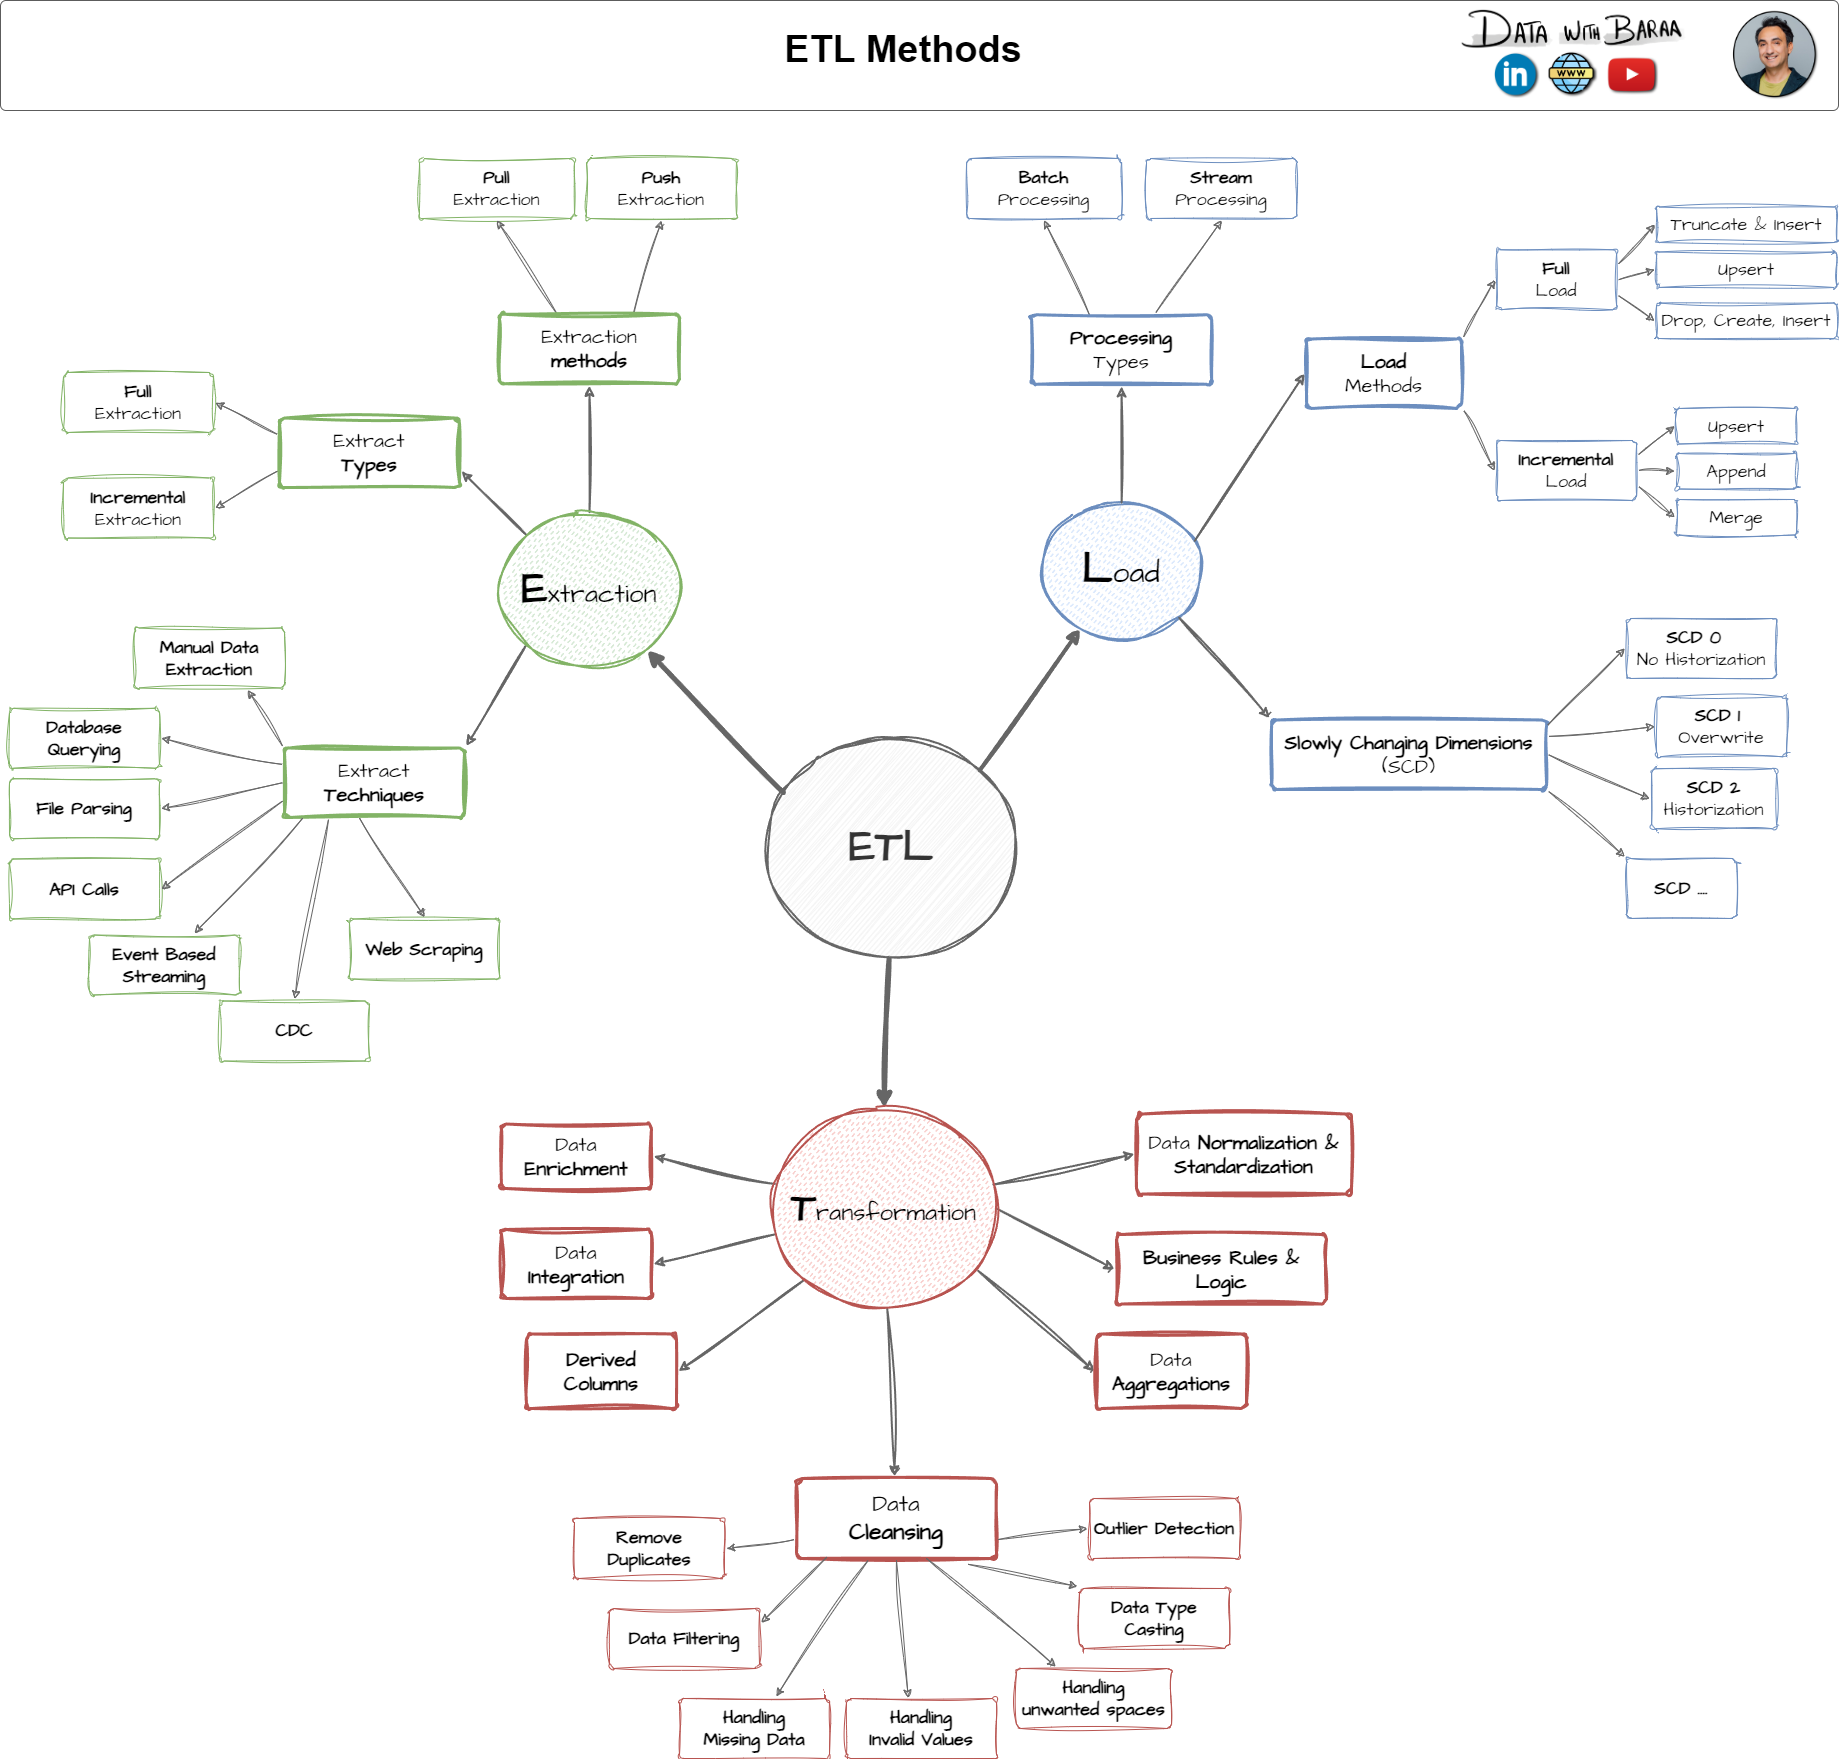 ETL Methods
DATA WITH BARAA
in
WWW
Pull
Extraction
Push
Extraction
Extraction
methods
Full
Extraction
Incremental
Extraction
Extract
Types
Extraction
Manual Data
Extraction
Database
Querying
File Parsing
API Calls
Event Based
Streaming
CDC
Web Scraping
Extract
Techniques
Batch
Processing
Stream
Processing
Processing
Types
Load
Load
Methods
Full
Load
Truncate & Insert
Upsert
Drop, Create, Insert
Incremental
Load
Upsert
Append
Merge
Slowly Changing Dimensions
(SCD)
SCD 0
No Historization
SCD 1
Overwrite
SCD 2
Historization
SCD ....
ETL
Transformation
Data
Enrichment
Data
Integration
Derived
Columns
Data Normalization &
Standardization
Business Rules &
Logic
Data
Aggregations
Data
Cleansing
Remove
Duplicates
Data Filtering
Handling
Missing Data
Handling
Invalid Values
Handling
unwanted spaces
Data Type
Casting
Outlier Detection